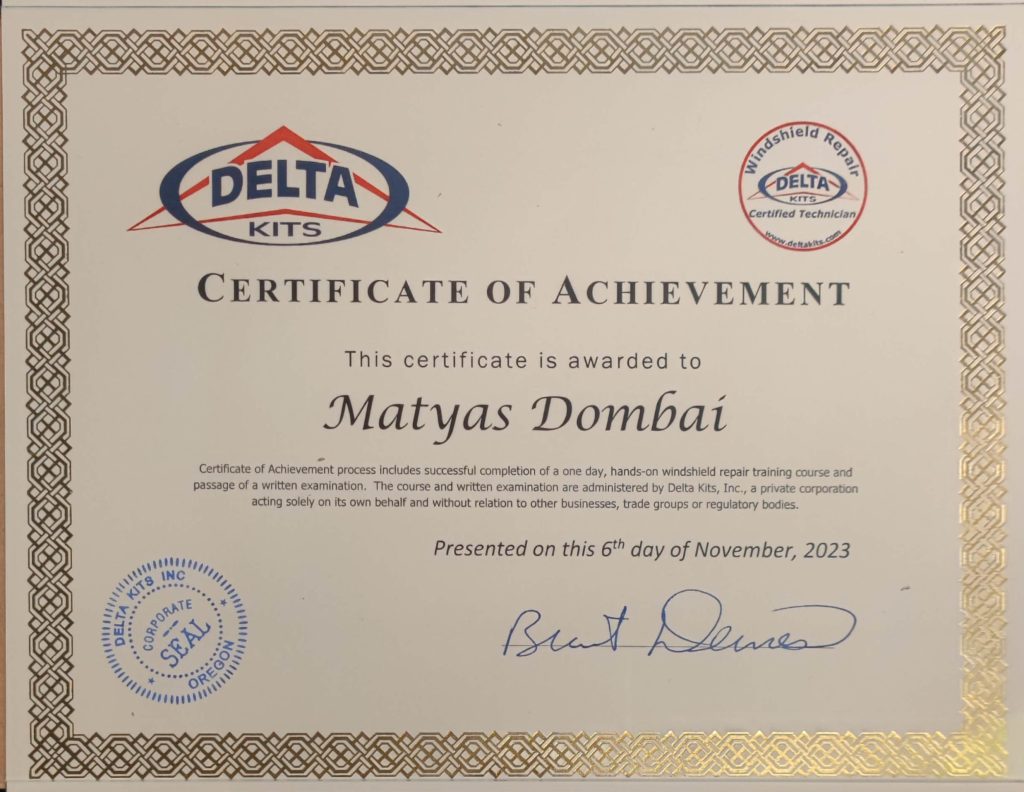 DELTA
KITS
Windshield Repair
DELTA
KITS
Certified Technician
www.deltakits.com
CERTIFICATE OF ACHIEVEMENT
This certificate is awarded to
Matyas Dombai
Certificate of Achievement process includes successful completion of a one day, hands-on windshield repair training course and
passage of a written examination.  The course and written examination are administered by Delta Kits, Inc., a private corporation
acting solely on its own behalf and without relation to other businesses, trade groups or regulatory bodies.
Presented on this 6th day of November, 2023
DELTA KITS INC
CORPORATE
SEAL
OREGON